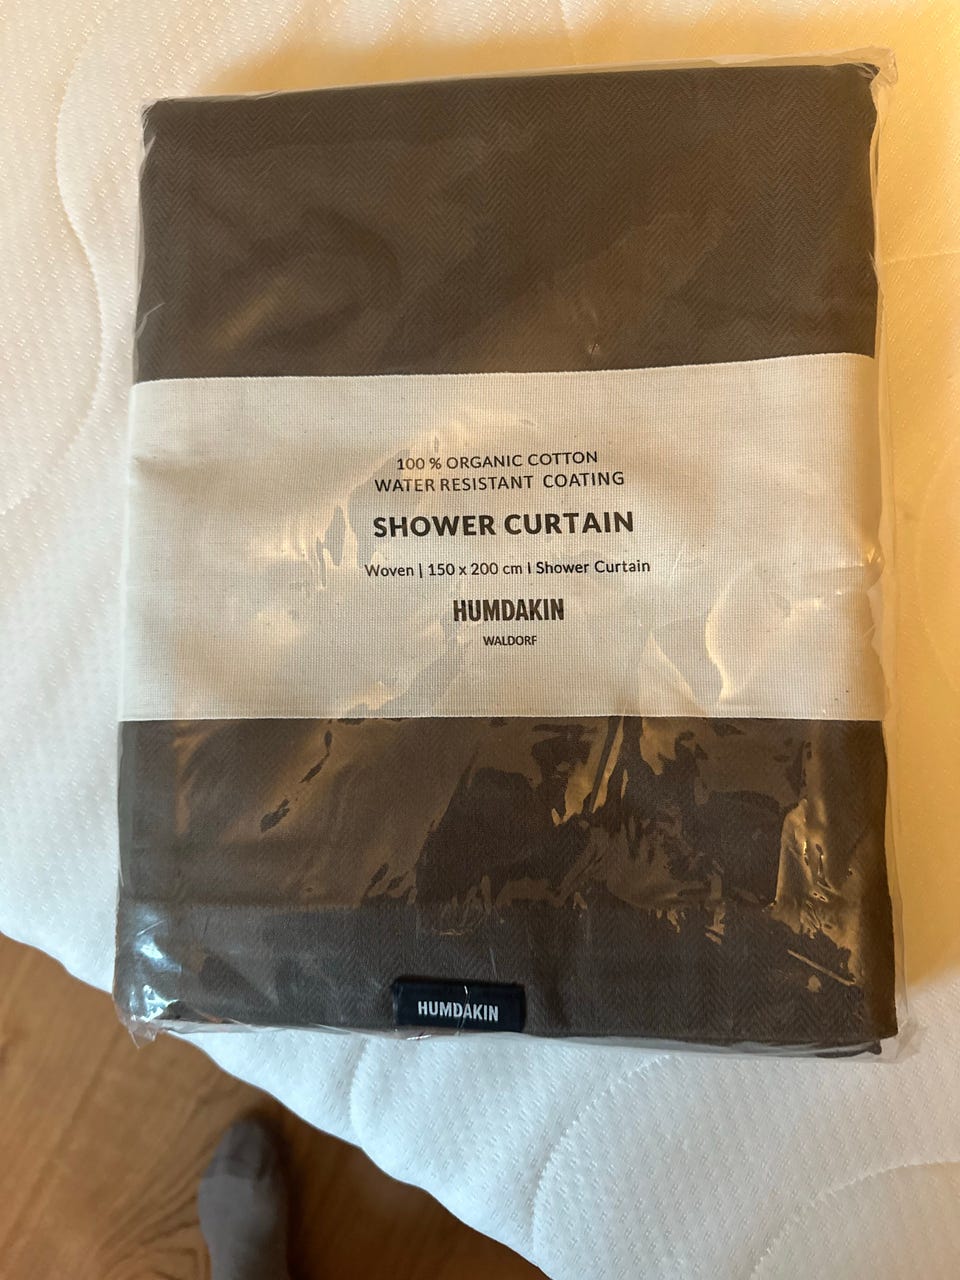 100 % ORGANIC COTTON
WATER RESISTANT COATING
SHOWER CURTAIN
Woven | 150 x 200 cm I Shower Curtain
HUMDAKIN
WALDORF
HUMDAKIN